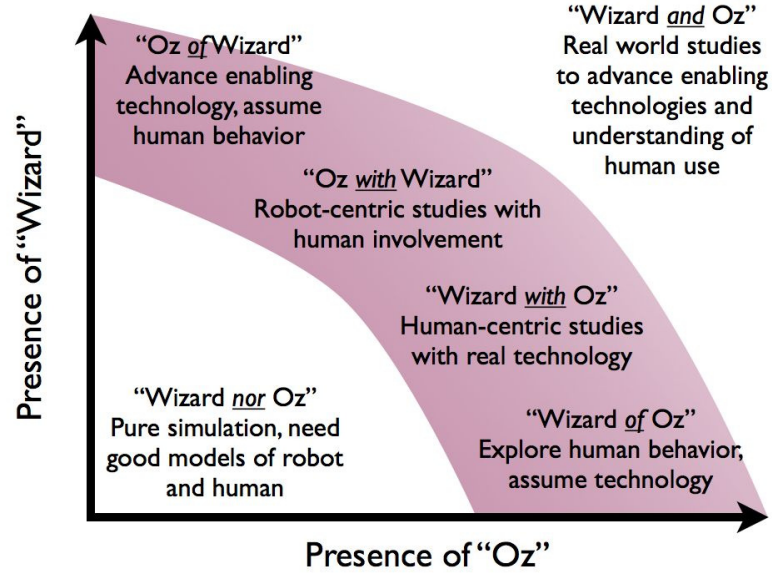 “Oz of Wizard”
Advance enabling
technology, assume
human behavior
“Wizard and Oz”
Real world studies
to advance enabling
technologies and
understanding of
human use
“Oz with Wizard”
Robot-centric studies with
human involvement
“Wizard with Oz”
Human-centric studies
with real technology
“Wizard nor Oz”
Pure simulation, need
good models of robot
and human
“Wizard of Oz”
Explore human behavior,
assume technology
Presence of “Wizard”
Presence of “Oz”